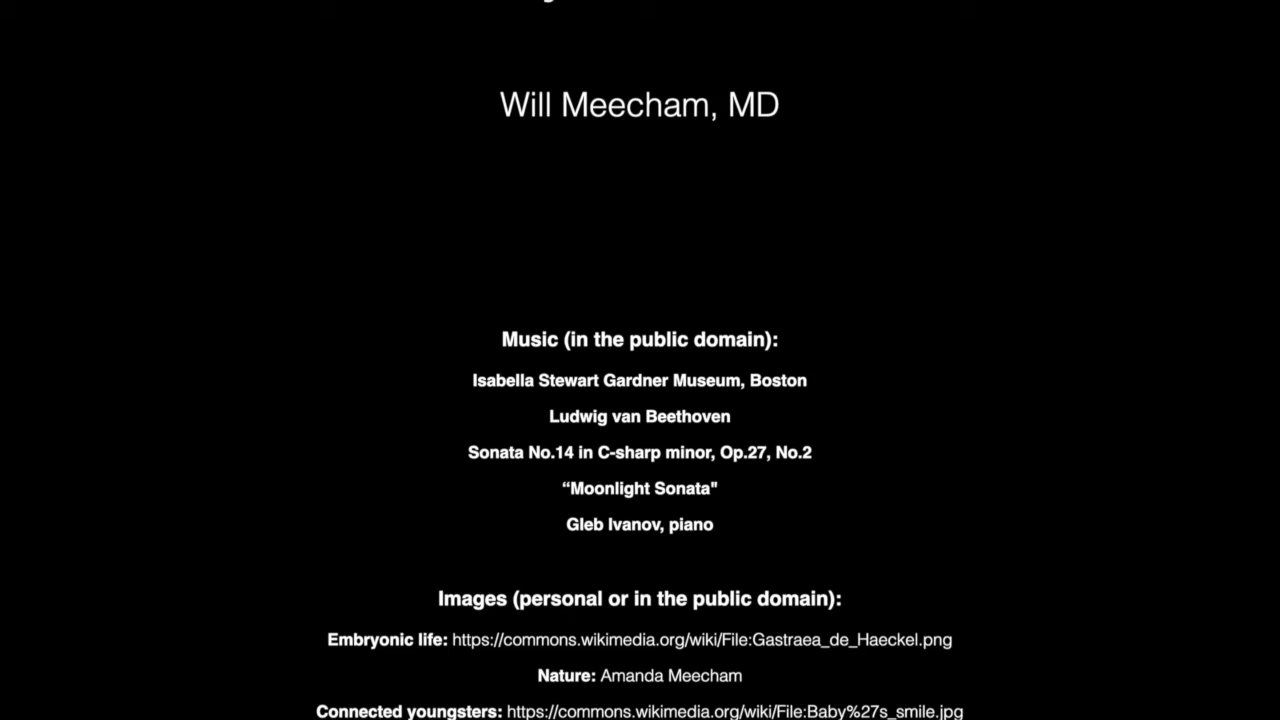 Will Meecham, MD
Music (in the public domain):
Isabella Stewart Gardner Museum, Boston
Ludwig van Beethoven
Sonata No.14 in C-sharp minor, Op.27, No.2
“Moonlight Sonata"
Gleb Ivanov, piano
Images (personal or in the public domain):
Embryonic life: https://commons.wikimedia.org/wiki/File:Gastraea_de_Haeckel.png
Nature: Amanda Meecham
Connected youngsters: https://commons.wikimedia.org/wiki/File:Baby%27s_smile.jpg